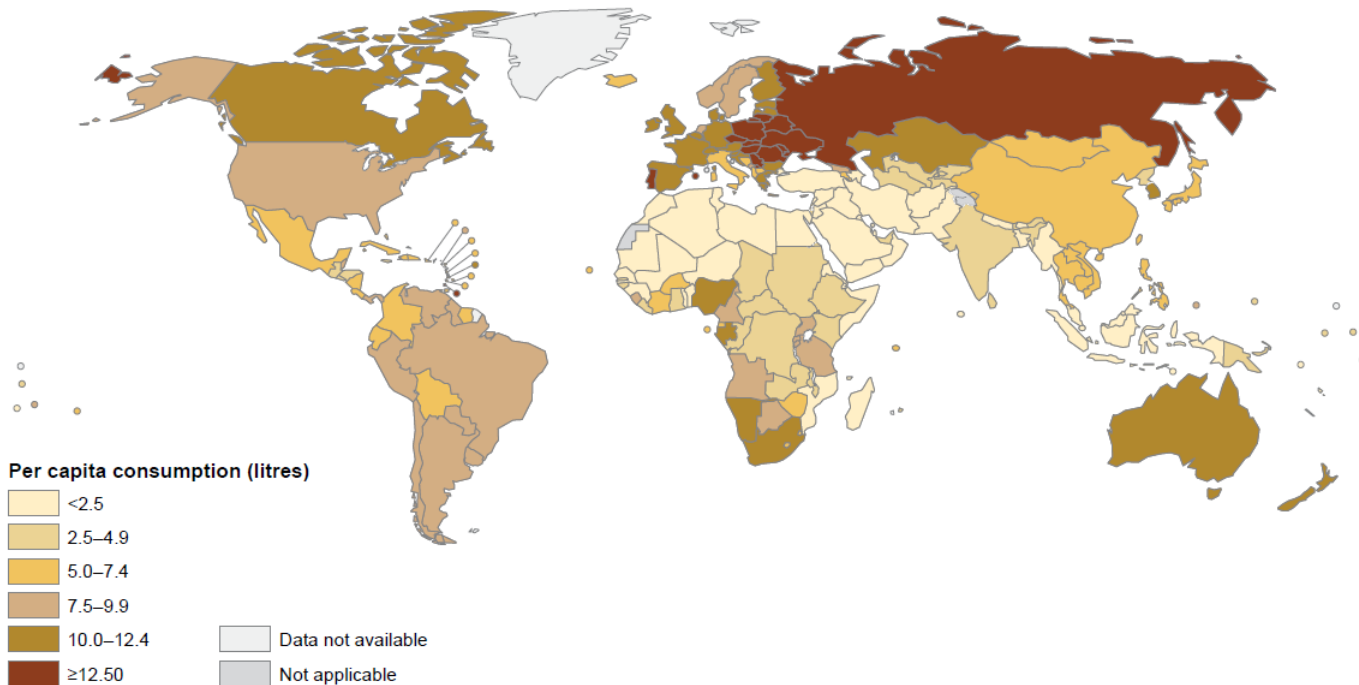 Per capita consumption (litres)
<2.5
2.5–4.9
5.0–7.4
7.5–9.9
10.0–12.4
≥12.50
Data not available
Not applicable